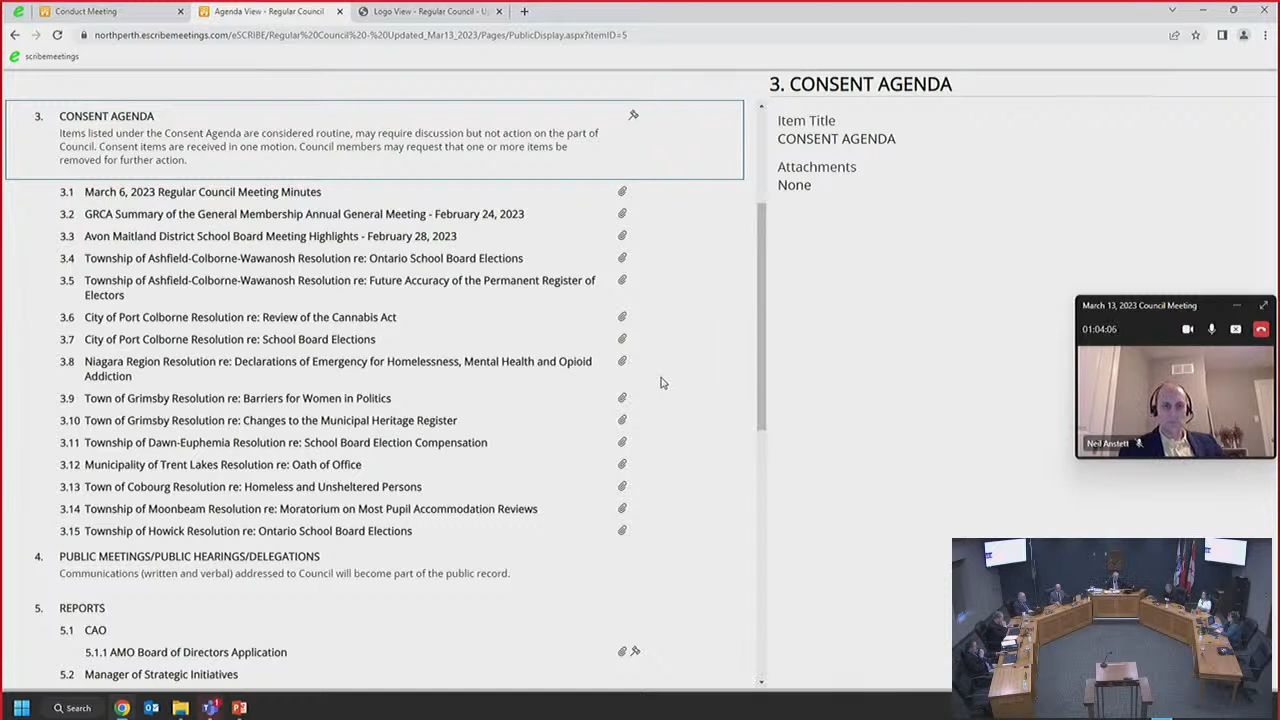 Conduct Meeting
Agenda View - Regular Council
Logo View - Regular Council - U
northperth.escribemeetings.com/eSCRIBE/Regular%20Council%20-%20Updated_Mar13_2023/Pages/PublicDisplay.aspx?itemID=5
scribemeetings
3. CONSENT AGENDA
Items listed under the Consent Agenda are considered routine, may require discussion but not action on the part of
Council. Consent items are received in one motion. Council members may request that one or more items be
removed for further action.
3.1 March 6, 2023 Regular Council Meeting Minutes
3.2 GRCA Summary of the General Membership Annual General Meeting - February 24, 2023
3.3 Avon Maitland District School Board Meeting Highlights - February 28, 2023
3.4 Township of Ashfield-Colborne-Wawanosh Resolution re: Ontario School Board Elections
3.5 Township of Ashfield-Colborne-Wawanosh Resolution re: Future Accuracy of the Permanent Register of
Electors
3.6 City of Port Colborne Resolution re: Review of the Cannabis Act
3.7 City of Port Colborne Resolution re: School Board Elections
3.8 Niagara Region Resolution re: Declarations of Emergency for Homelessness, Mental Health and Opioid
Addiction
3.9 Town of Grimsby Resolution re: Barriers for Women in Politics
3.10 Town of Grimsby Resolution re: Changes to the Municipal Heritage Register
3.11 Township of Dawn-Euphemia Resolution re: School Board Election Compensation
3.12 Municipality of Trent Lakes Resolution re: Oath of Office
3.13 Town of Cobourg Resolution re: Homeless and Unsheltered Persons
3.14 Township of Moonbeam Resolution re: Moratorium on Most Pupil Accommodation Reviews
3.15 Township of Howick Resolution re: Ontario School Board Elections
4. PUBLIC MEETINGS/PUBLIC HEARINGS/DELEGATIONS
Communications (written and verbal) addressed to Council will become part of the public record.
5. REPORTS
5.1 CAO
5.1.1 AMO Board of Directors Application
5.2 Manager of Strategic Initiatives
3. CONSENT AGENDA
Item Title
CONSENT AGENDA
Attachments
None
March 13, 2023 Council Meeting
01:04:06
Neil Anstett
Search